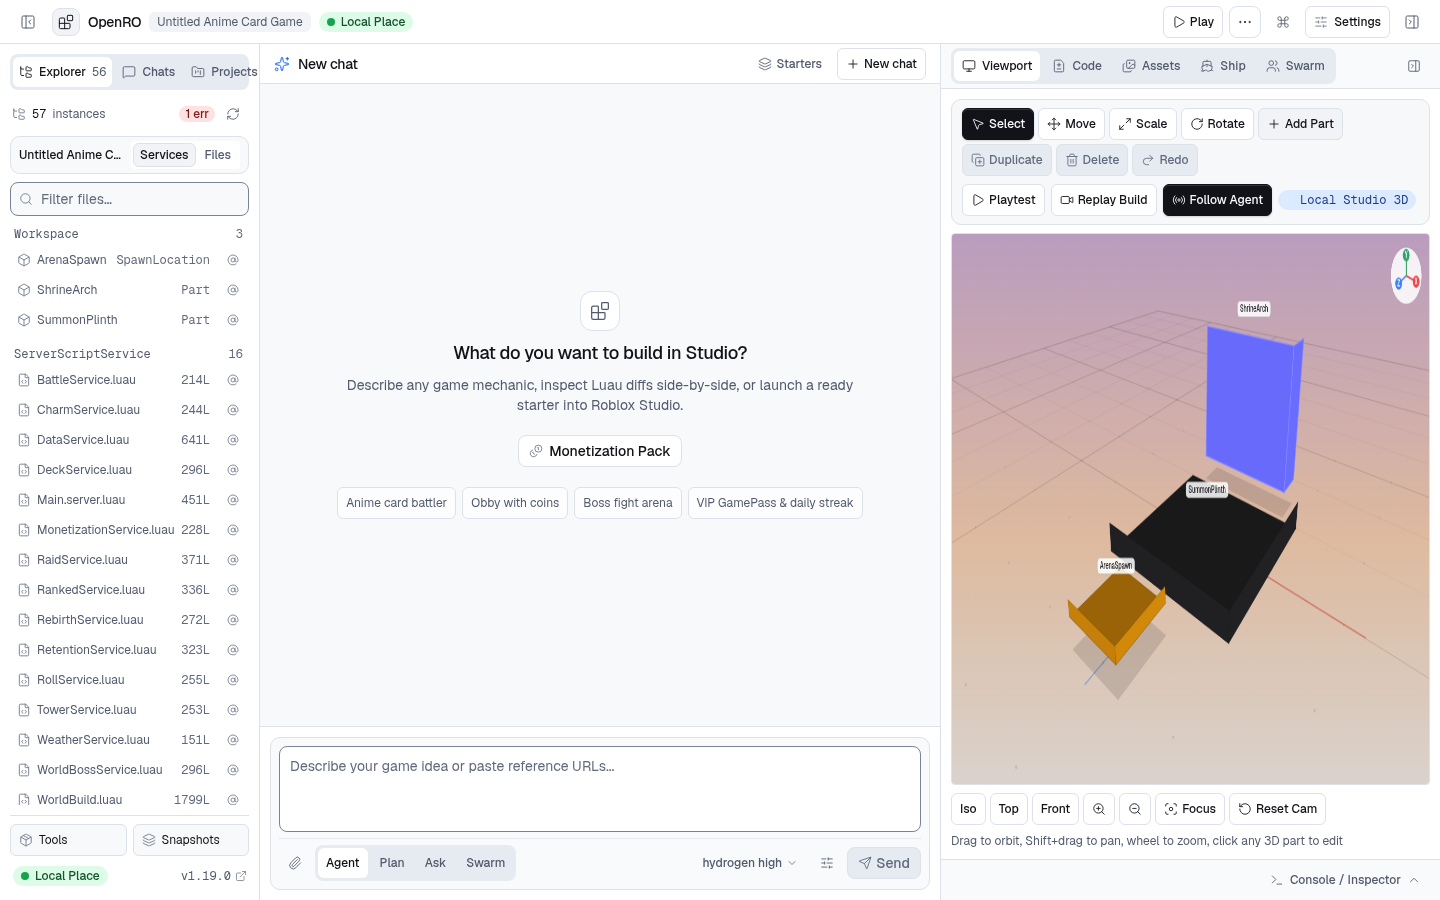 OpenRO
Untitled Anime Card Game
Local Place
Play
Settings
Explorer 56
Chats
Projects
57 instances
1 err
Untitled Anime C...
Services
Files
Filter files...
Workspace 3
ArenaSpawn SpawnLocation
ShrineArch Part
SummonPlinth Part
ServerScriptService 16
BattleService.luau 214L
CharmService.luau 244L
DataService.luau 641L
DeckService.luau 296L
Main.server.luau 451L
MonetizationService.luau 228L
RaidService.luau 371L
RankedService.luau 336L
RebirthService.luau 272L
RetentionService.luau 323L
RollService.luau 255L
TowerService.luau 253L
WeatherService.luau 151L
WorldBossService.luau 296L
WorldBuild.luau 1799L
Tools
Snapshots
Local Place
v1.19.0
New chat
Starters
New chat
What do you want to build in Studio?
Describe any game mechanic, inspect Luau diffs side-by-side, or launch a ready
starter into Roblox Studio.
Monetization Pack
Anime card battler
Obby with coins
Boss fight arena
VIP GamePass & daily streak
Describe your game idea or paste reference URLs...
Agent
Plan
Ask
Swarm
hydrogen high
Send
Viewport
Code
Assets
Ship
Swarm
Select
Move
Scale
Rotate
Add Part
Duplicate
Delete
Redo
Playtest
Replay Build
Follow Agent
Local Studio 3D
ShrineArch
SummonPlinth
ArenaSpawn
Iso
Top
Front
Focus
Reset Cam
Drag to orbit, Shift+drag to pan, wheel to zoom, click any 3D part to edit
Console / Inspector